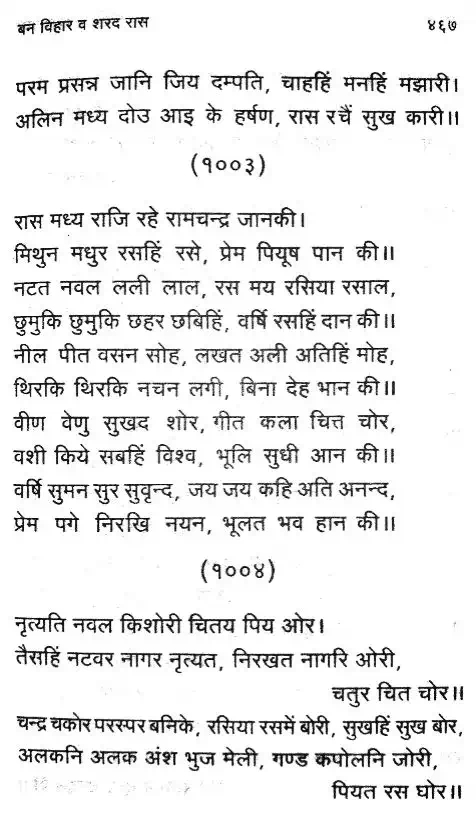 बन विहार व शरद रास ४६७
परम प्रसन्न जानि जिय दम्पति, चाहहिं मनहिं मझारी।
अलिन मध्य दोउ आइ के हर्षण, रास रचैं सुख कारी।।
(१००३)
रास मध्य राजि रहे रामचन्द्र जानकी।
मिथुन मधुर रसहिं रसे, प्रेम पियूष पान की।।
नटत नवल लली लाल, रस मय रसिया रसाल,
छुमुकि छुमुकि छहर छबिहिं, वर्षि रसहिं दान की।।
नील पीत वसन सोह, लखत अली अतिहिं मोह,
थिरकि थिरकि नचन लगी, बिना देह भान की।।
वीण वेणु सुखद शोर, गीत कला चित्त चोर,
वशी किये सबहिं विश्व, भूलि सुधी आन की।।
वर्षि सुमन सुर सुवृन्द, जय जय कहि अति अनन्द,
प्रेम पगे निरखि नयन, भूलत भव हान की।।
(१००४)
नृत्यति नवल किशोरी चितय पिय ओर।
तैसहिं नटवर नागर नृत्यत, निरखत नागरि ओरी,
चतुर चित चोर।।
चन्द्र चकोर परस्पर बनिके, रसिया रसमें बोरी, सुखहिं सुख बोर,
अलकनि अलक अंश भुज मेली, गण्ड कपोलनि जोरी,
पियत रस घोर।।